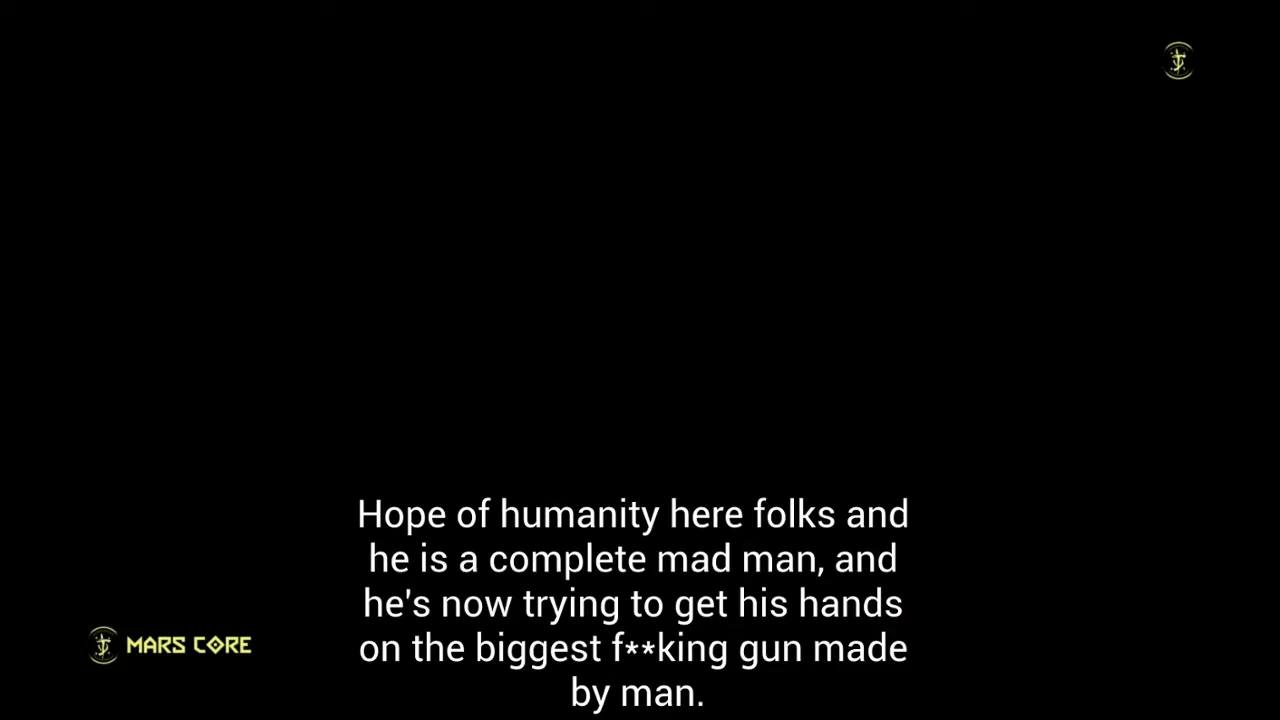 Hope of humanity here folks and
he is a complete mad man, and
he's now trying to get his hands
on the biggest f**king gun made
by man.
MARS CORE